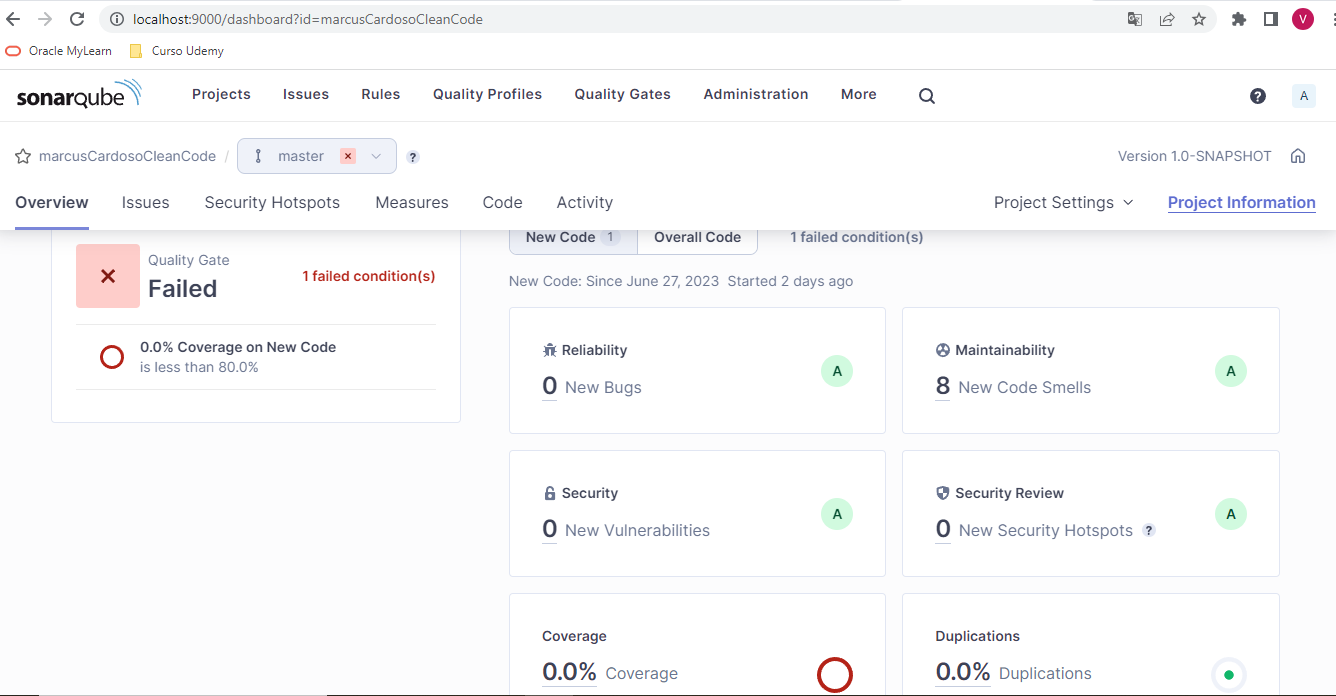 localhost:9000/dashboard?id=marcusCardosoCleanCode
V
Oracle MyLearn Curso Udemy
sonarqube Projects Issues Rules Quality Profiles Quality Gates Administration More ? A
marcusCardosoCleanCode / master × ? Version 1.0-SNAPSHOT
Overview Issues Security Hotspots Measures Code Activity Project Settings Project Information
New Code 1 Overall Code 1 failed condition(s)
Quality Gate
Failed
1 failed condition(s)
0.0% Coverage on New Code
is less than 80.0%
New Code: Since June 27, 2023 Started 2 days ago
Reliability
0 New Bugs
A
Maintainability
8 New Code Smells
A
Security
0 New Vulnerabilities
A
Security Review
0 New Security Hotspots ?
A
Coverage
0.0% Coverage
Duplications
0.0% Duplications